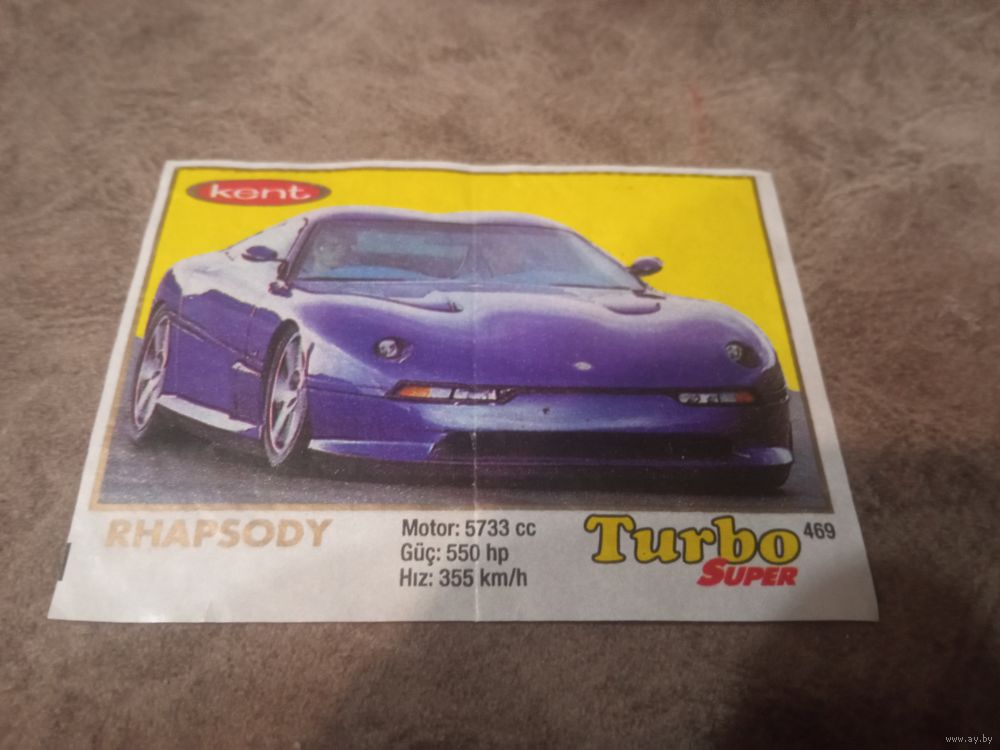 kent
RHAPSODY
Motor: 5733 cc
Güç: 550 hp
Hız: 355 km/h
Turbo
SUPER
469
www.ay.by